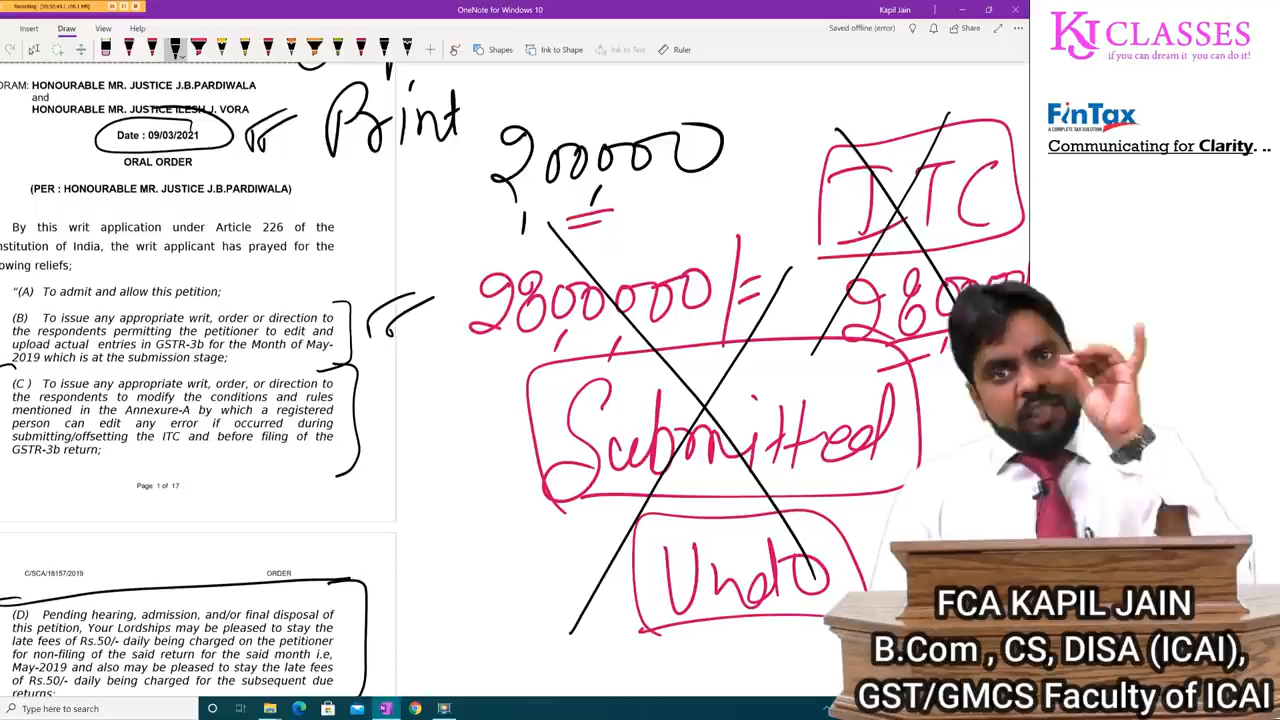 OneNote for Windows 10
Kapil Jain
Insert
Draw
View
Help
Saved offline (error)
Share
Shapes
Ink to Shape
Ink to Text
Ruler
KJ CLASSES
if you can dream it you can do it!
FinTax
A COMPLETE TAX SOLUTION
Communicating for Clarity. ..
HONOURABLE MR. JUSTICE J.B.PARDIWALA
and
HONOURABLE MR. JUSTICE ILESH J. VORA
Date : 09/03/2021
ORAL ORDER
(PER : HONOURABLE MR. JUSTICE J.B.PARDIWALA)
By this writ application under Article 226 of the
nstitution of India, the writ applicant has prayed for the
owing reliefs;
“(A) To admit and allow this petition;
(B) To issue any appropriate writ, order or direction to
the respondents permitting the petitioner to edit and
upload actual entries in GSTR-3b for the Month of May-
2019 which is at the submission stage;
(C ) To issue any appropriate writ, order, or direction to
the respondents to modify the conditions and rules
mentioned in the Annexure-A by which a registered
person can edit any error if occurred during
submitting/offsetting the ITC and before filing of the
GSTR-3b return;
Page 1 of 17
C/SCA/18157/2019
ORDER
(D) Pending hearing, admission, and/or final disposal of
this petition, Your Lordships may be pleased to stay the
late fees of Rs.50/- daily being charged on the petitioner
for non-filing of the said return for the said month i.e,
May-2019 and also may be pleased to stay the late fees
of Rs.50/- daily being charged for the subsequent due
returns;
Print
200000
ITC
2800000/=
Submitted
Undo
FCA KAPIL JAIN
B.Com , CS, DISA (ICAI),
GST/GMCS Faculty of ICAI
Type here to search